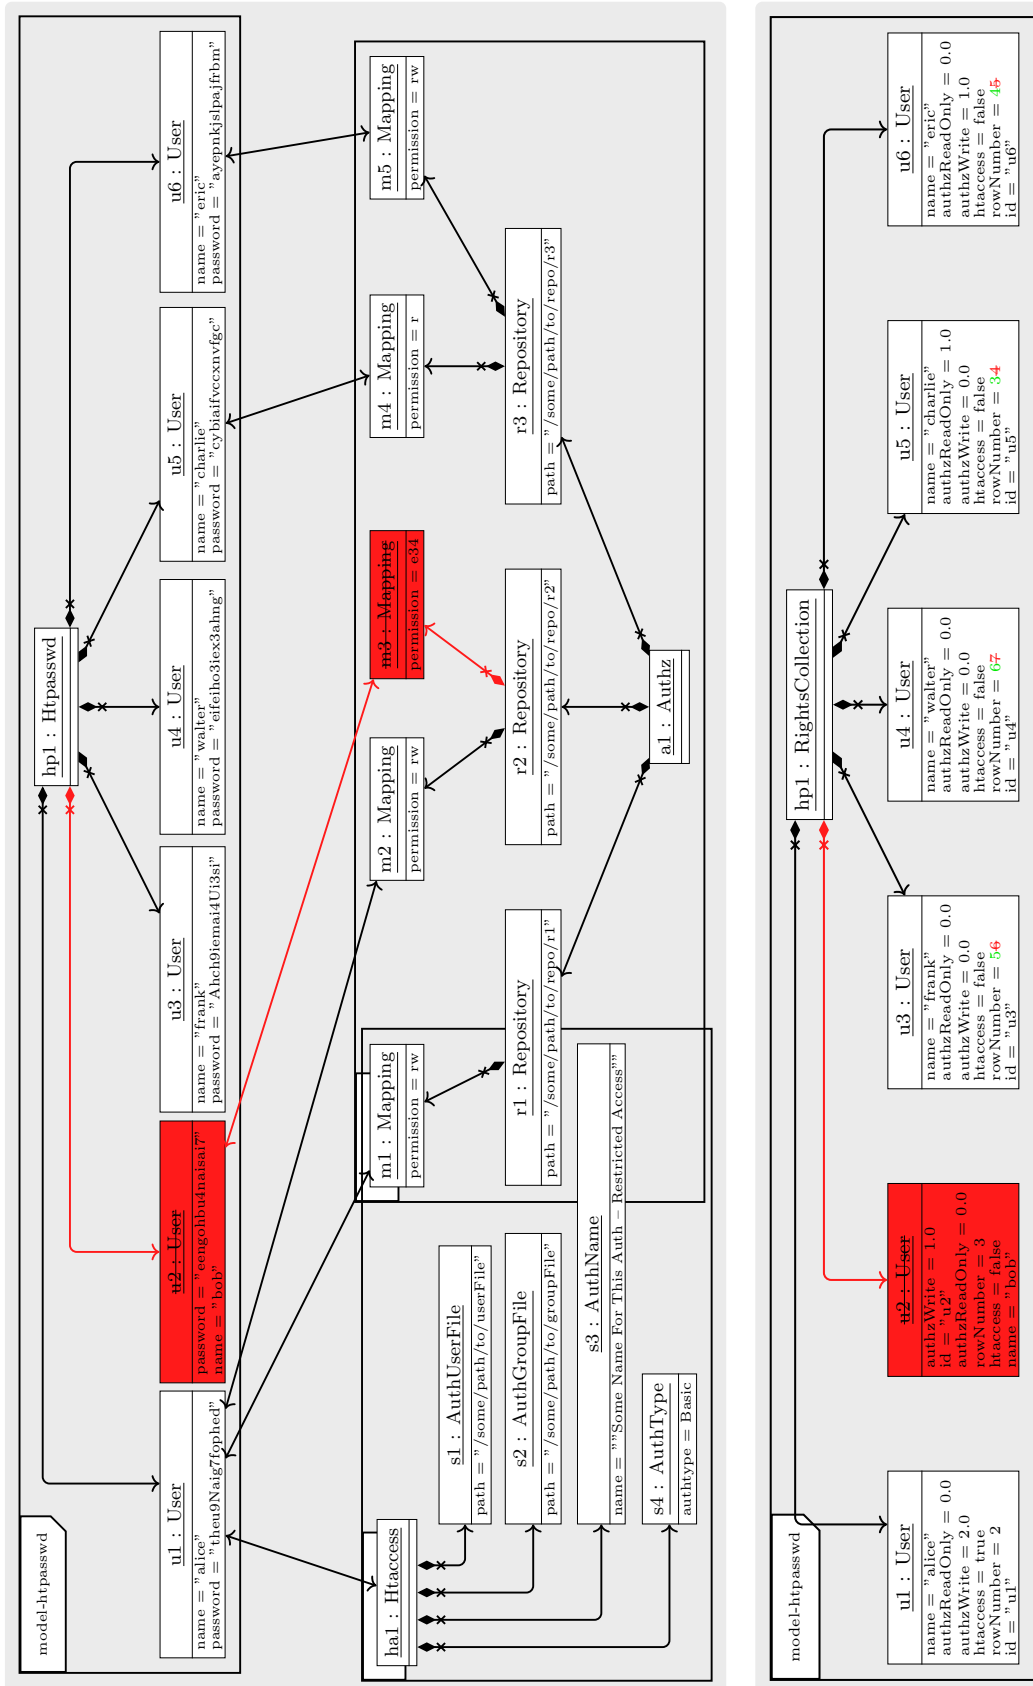 model-htpasswd
hp1 : Htpasswd
u1 : User
name = "alice"
password = "theu9Naig7fophed"
u2 : User
password = "eengohbu4naisai7"
name = "bob"
u3 : User
name = "frank"
password = "Ahch9iemai4Ui3si"
u4 : User
name = "walter"
password = "eifeiho3iex3ahng"
u5 : User
name = "charlie"
password = "cybiaifvccxnvfgc"
u6 : User
name = "eric"
password = "ayepnkjslpajfrbm"
ha1 : Htaccess
s1 : AuthUserFile
path = "/some/path/to/userFile"
s2 : AuthGroupFile
path = "/some/path/to/groupFile"
s3 : AuthName
name = ""Some Name For This Auth – Restricted Access""
s4 : AuthType
authtype = Basic
m1 : Mapping
permission = rw
m2 : Mapping
permission = rw
m3 : Mapping
permission = e34
m4 : Mapping
permission = r
m5 : Mapping
permission = rw
r1 : Repository
path = "/some/path/to/repo/r1"
r2 : Repository
path = "/some/path/to/repo/r2"
r3 : Repository
path = "/some/path/to/repo/r3"
a1 : Authz
model-htpasswd
hp1 : RightsCollection
u1 : User
name = "alice"
authzReadOnly = 0.0
authzWrite = 2.0
htaccess = true
rowNumber = 2
id = "u1"
u2 : User
authzWrite = 1.0
id = "u2"
authzReadOnly = 0.0
rowNumber = 3
htaccess = false
name = "bob"
u3 : User
name = "frank"
authzReadOnly = 0.0
authzWrite = 0.0
htaccess = false
rowNumber = 56
id = "u3"
u4 : User
name = "walter"
authzReadOnly = 0.0
authzWrite = 0.0
htaccess = false
rowNumber = 67
id = "u4"
u5 : User
name = "charlie"
authzReadOnly = 1.0
authzWrite = 0.0
htaccess = false
rowNumber = 34
id = "u5"
u6 : User
name = "eric"
authzReadOnly = 0.0
authzWrite = 1.0
htaccess = false
rowNumber = 45
id = "u6"